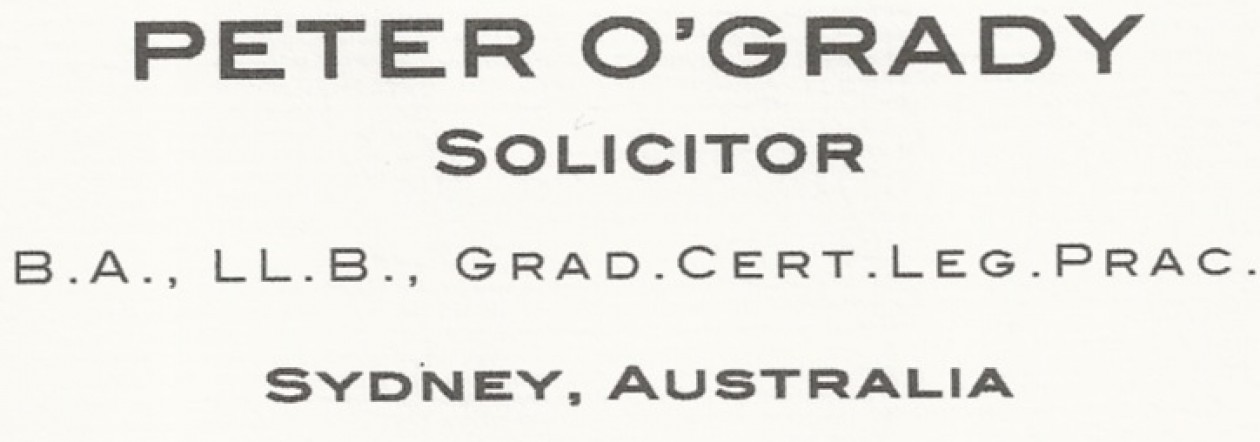 PETER O'GRADY
SOLICITOR
B.A., LL.B., GRAD.CERT.LEG.PRAC.
SYDNEY, AUSTRALIA